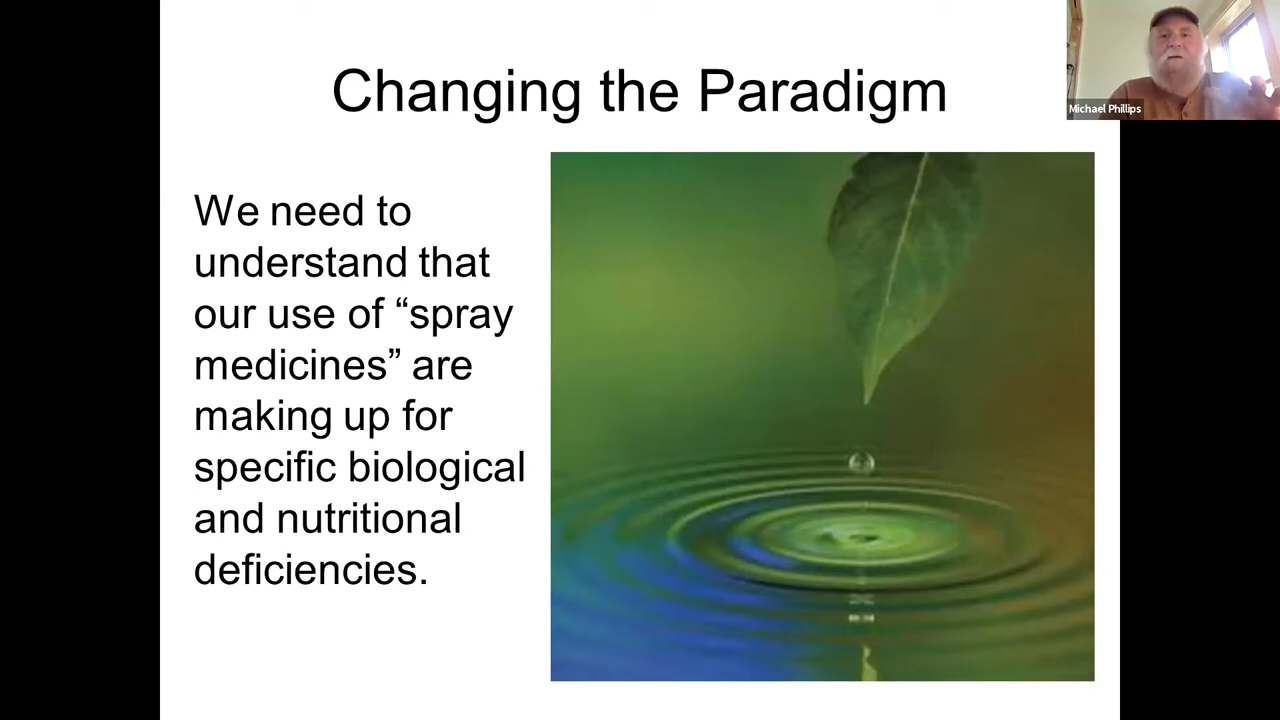 Changing the Paradigm
Michael Phillips
We need to
understand that
our use of “spray
medicines” are
making up for
specific biological
and nutritional
deficiencies.